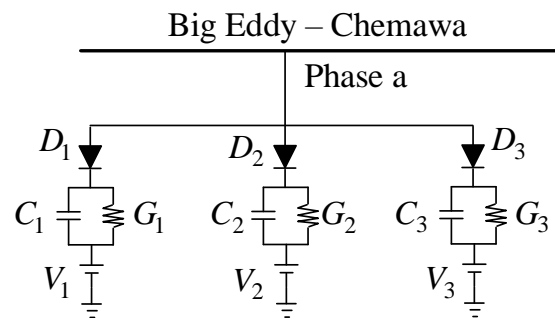 Big Eddy – Chemawa
Phase a
D1 D2 D3
C1 G1 C2 G2 C3 G3
V1 V2 V3